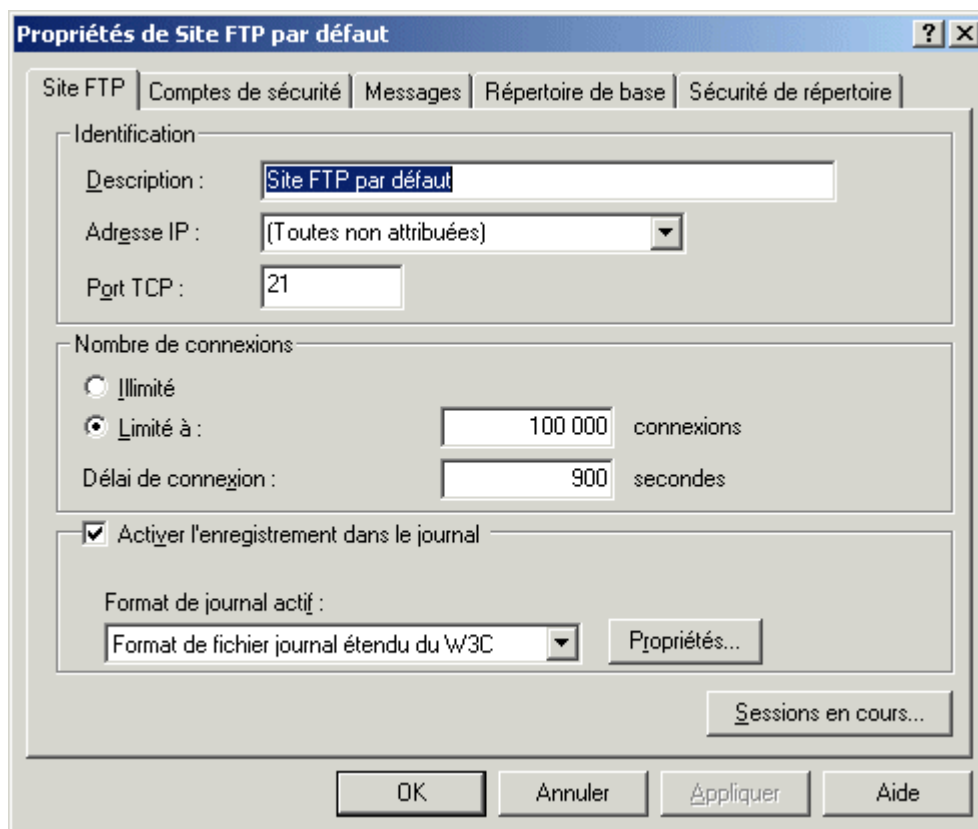 Propriétés de Site FTP par défaut
Site FTP Comptes de sécurité Messages Répertoire de base Sécurité de répertoire
Identification
Description : Site FTP par défaut
Adresse IP : (Toutes non attribuées)
Port TCP : 21
Nombre de connexions
Illimité
Limité à : 100 000 connexions
Délai de connexion : 900 secondes
Activer l'enregistrement dans le journal
Format de journal actif :
Format de fichier journal étendu du W3C Propriétés...
Sessions en cours...
OK Annuler Appliquer Aide